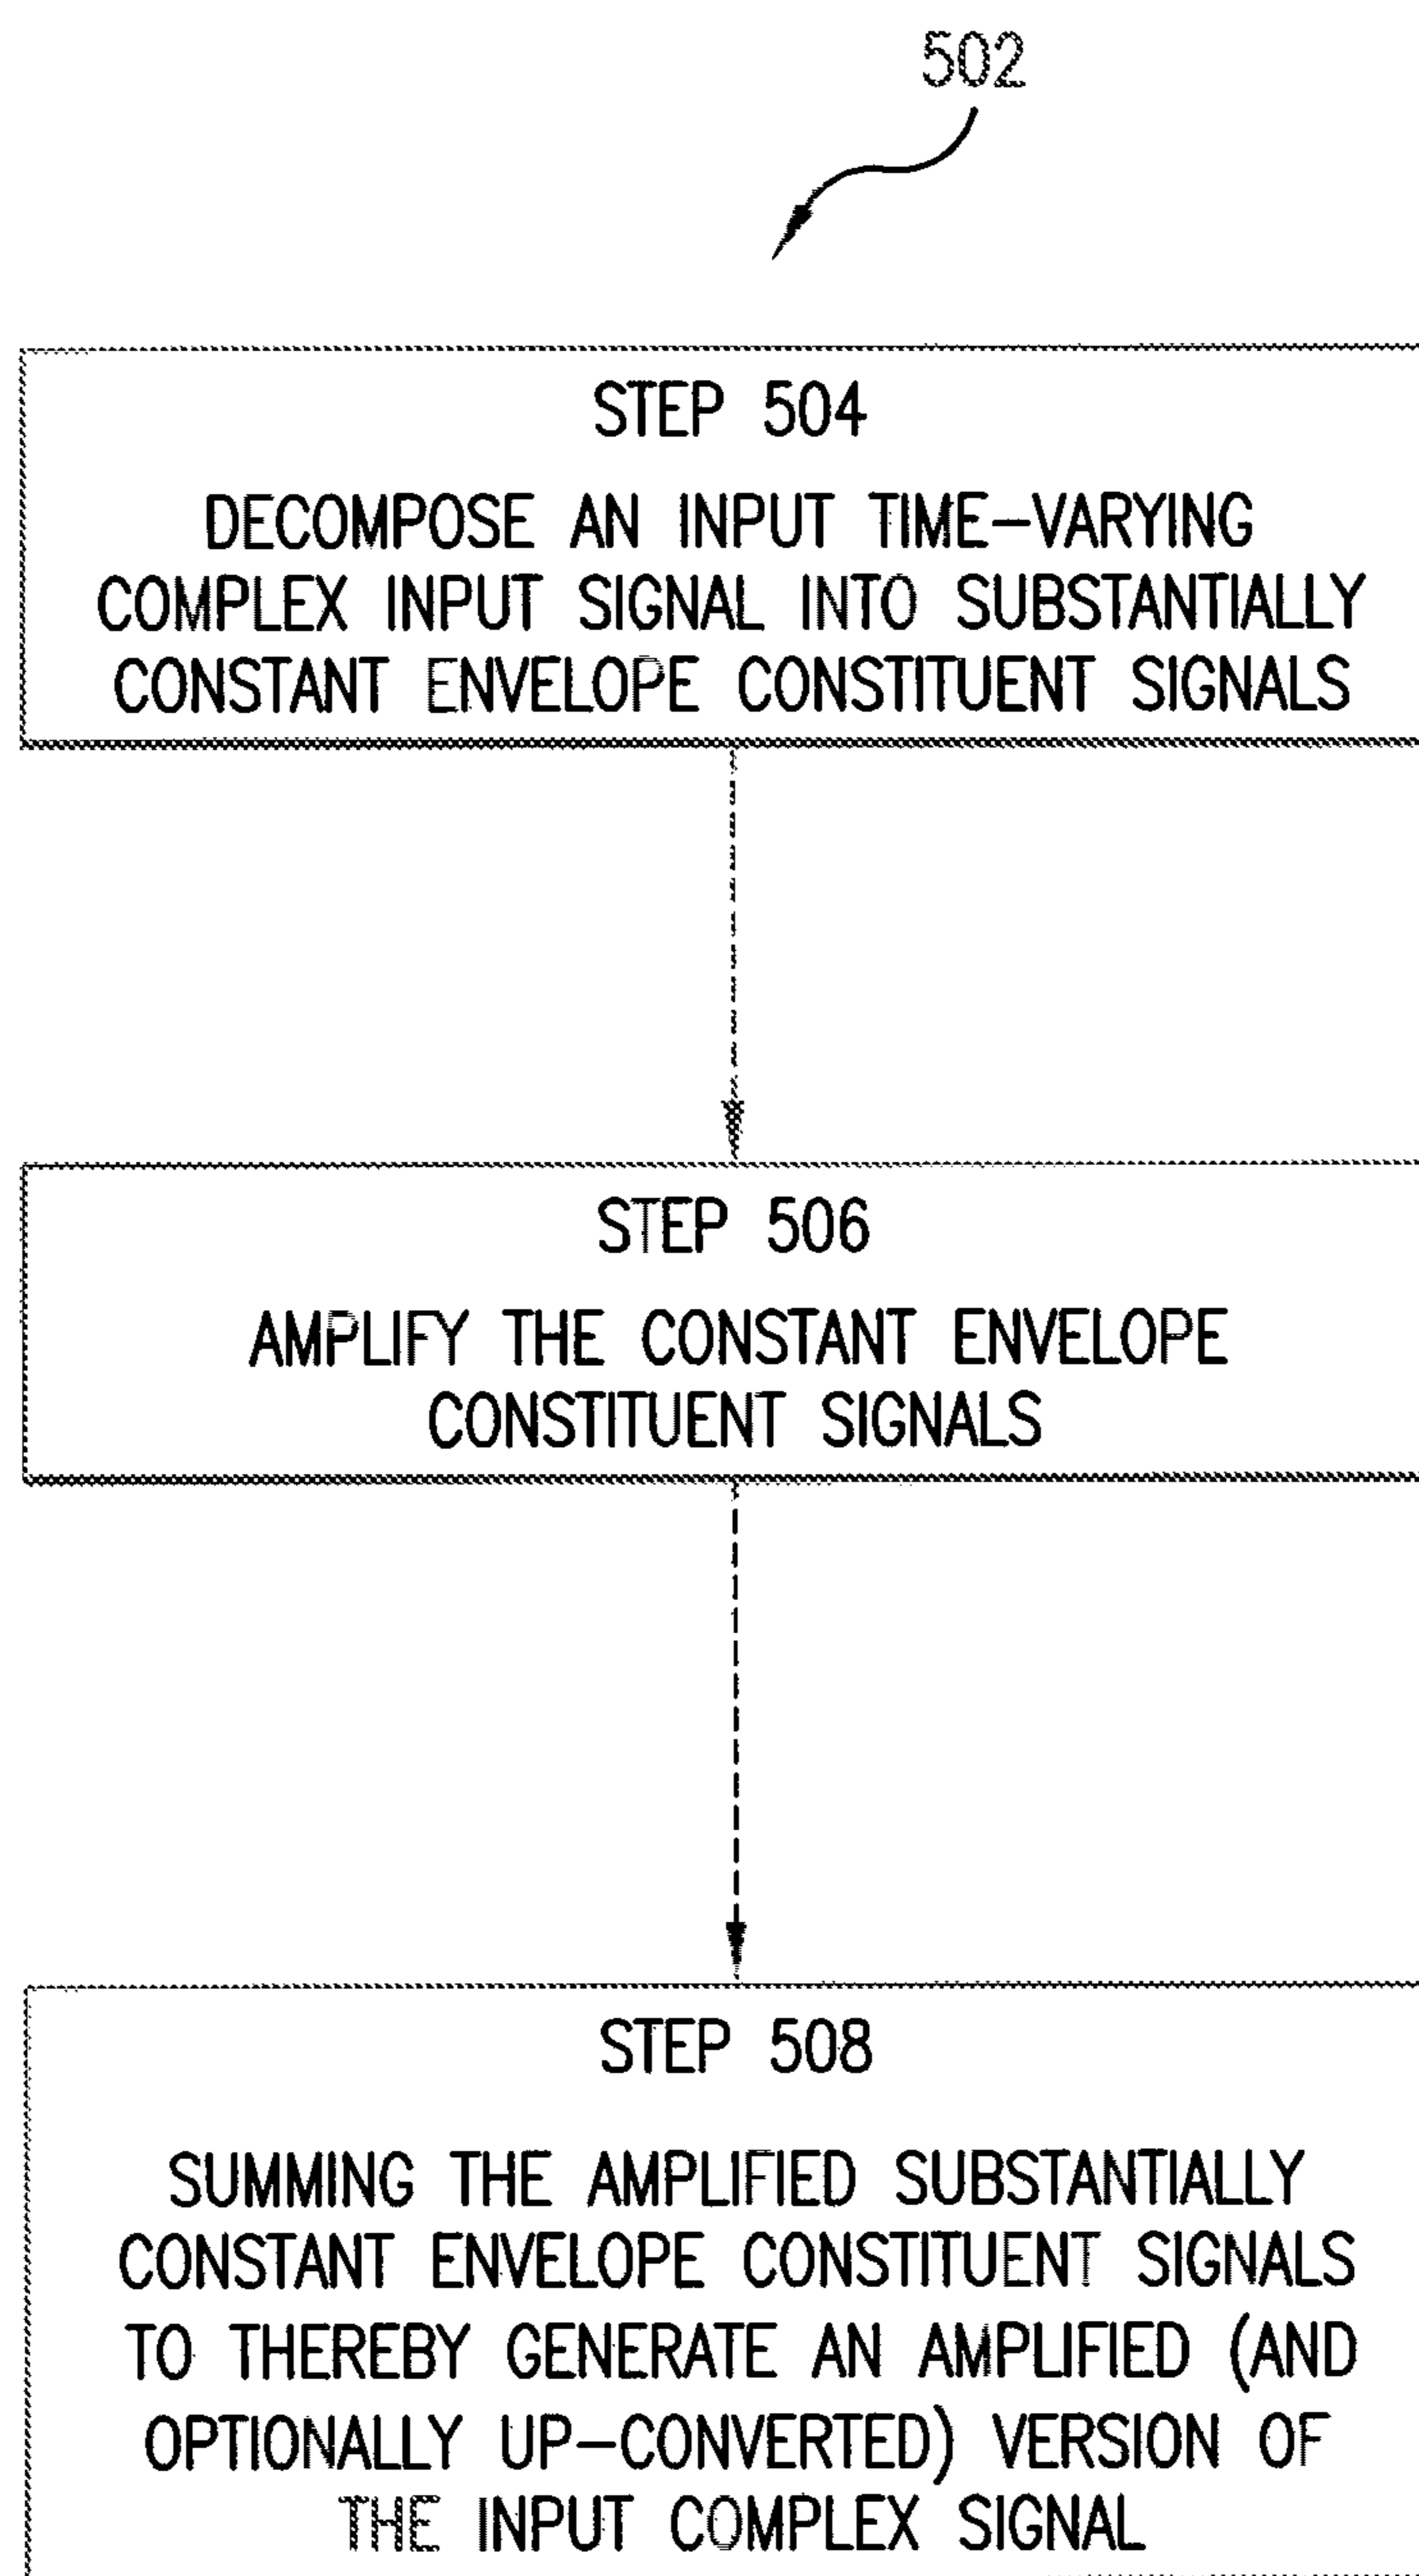 502
STEP 504
DECOMPOSE AN INPUT TIME-VARYING
COMPLEX INPUT SIGNAL INTO SUBSTANTIALLY
CONSTANT ENVELOPE CONSTITUENT SIGNALS
STEP 506
AMPLIFY THE CONSTANT ENVELOPE
CONSTITUENT SIGNALS
STEP 508
SUMMING THE AMPLIFIED SUBSTANTIALLY
CONSTANT ENVELOPE CONSTITUENT SIGNALS
TO THEREBY GENERATE AN AMPLIFIED (AND
OPTIONALLY UP-CONVERTED) VERSION OF
THE INPUT COMPLEX SIGNAL